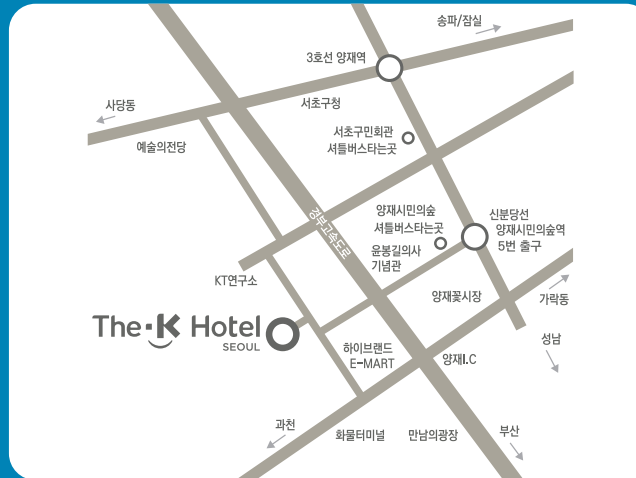 송파/잠실
3호선 양재역
사당동
서초구청
예술의전당
서초구민회관
셔틀버스타는곳
경부고속도로
양재시민의숲
셔틀버스타는곳
신분당선
양재시민의숲역
5번 출구
윤봉길의사
기념관
KT연구소
양재꽃시장
가락동
The K Hotel
SEOUL
하이브랜드
E-MART
양재I.C
성남
과천
화물터미널
만남의광장
부산